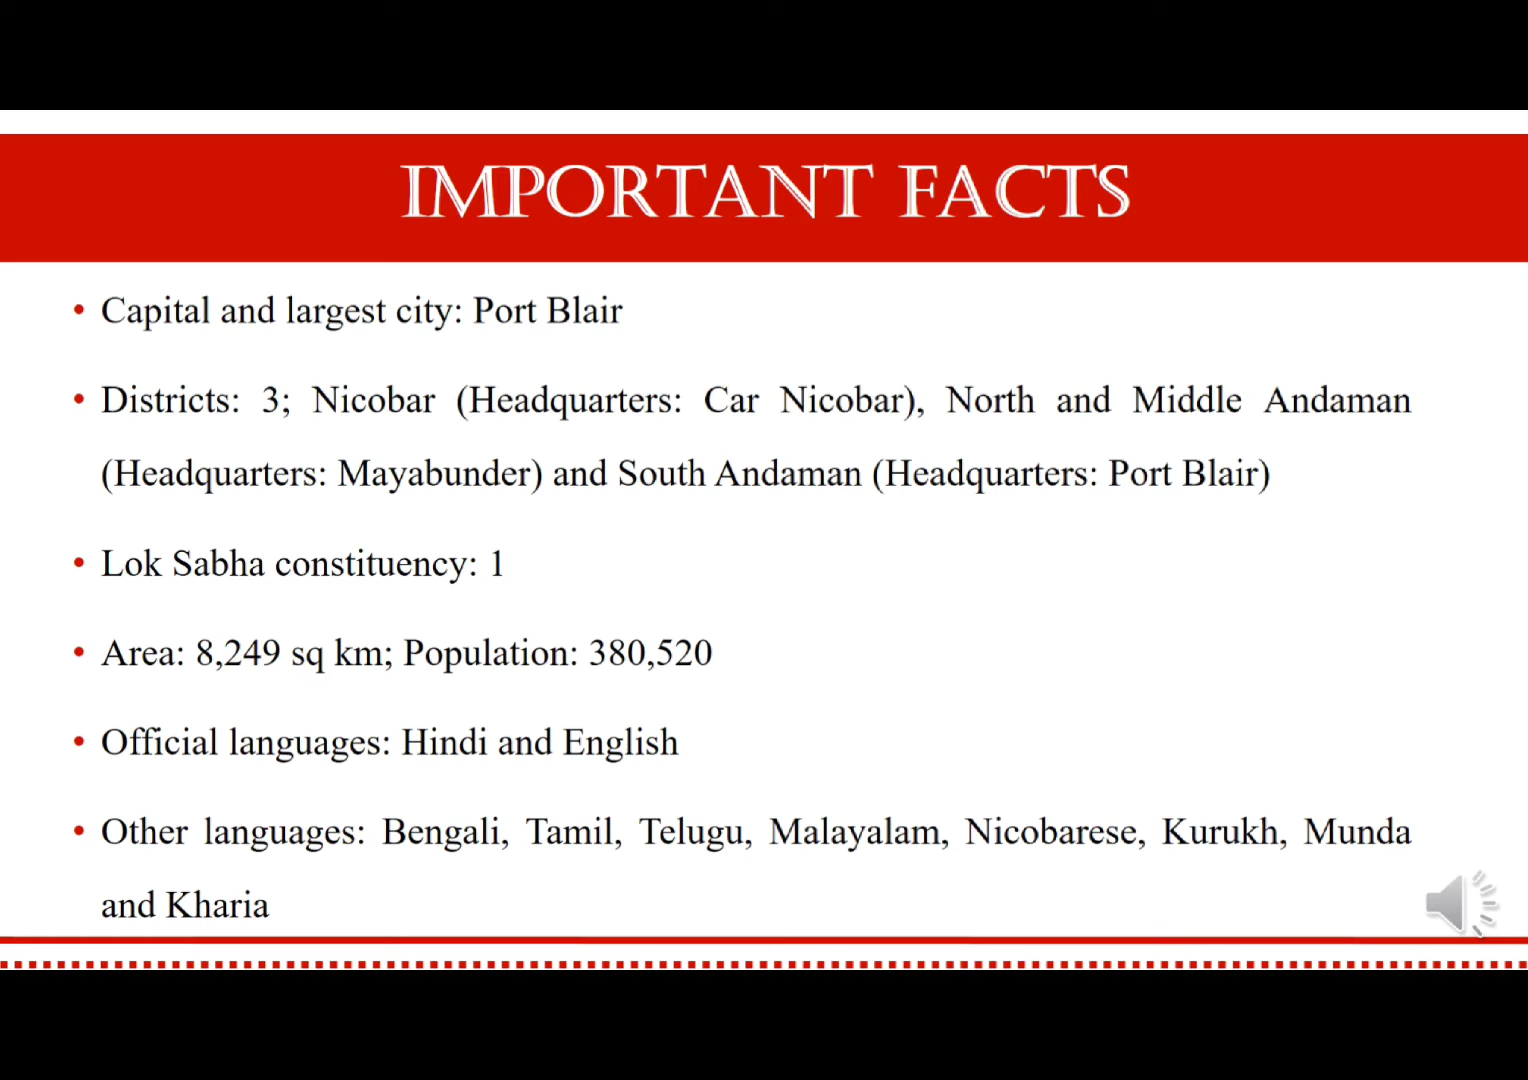 IMPORTANT FACTS
• Capital and largest city: Port Blair
• Districts: 3; Nicobar (Headquarters: Car Nicobar), North and Middle Andaman
(Headquarters: Mayabunder) and South Andaman (Headquarters: Port Blair)
• Lok Sabha constituency: 1
• Area: 8,249 sq km; Population: 380,520
• Official languages: Hindi and English
• Other languages: Bengali, Tamil, Telugu, Malayalam, Nicobarese, Kurukh, Munda
and Kharia